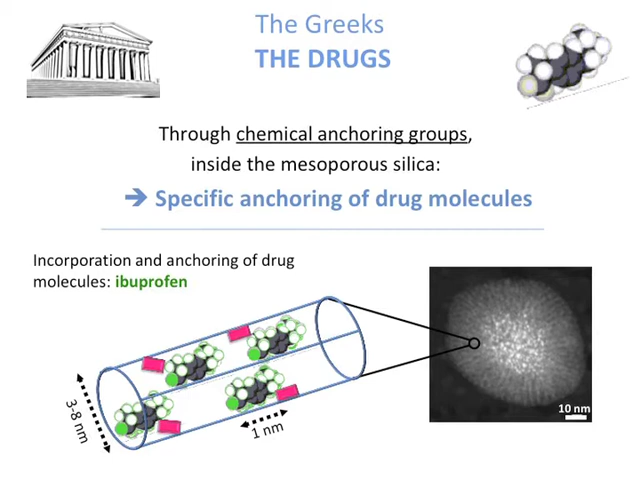 The Greeks
THE DRUGS
Through chemical anchoring groups,
inside the mesoporous silica:
➔ Specific anchoring of drug molecules
Incorporation and anchoring of drug
molecules: ibuprofen
3-8 nm
1 nm
10 nm